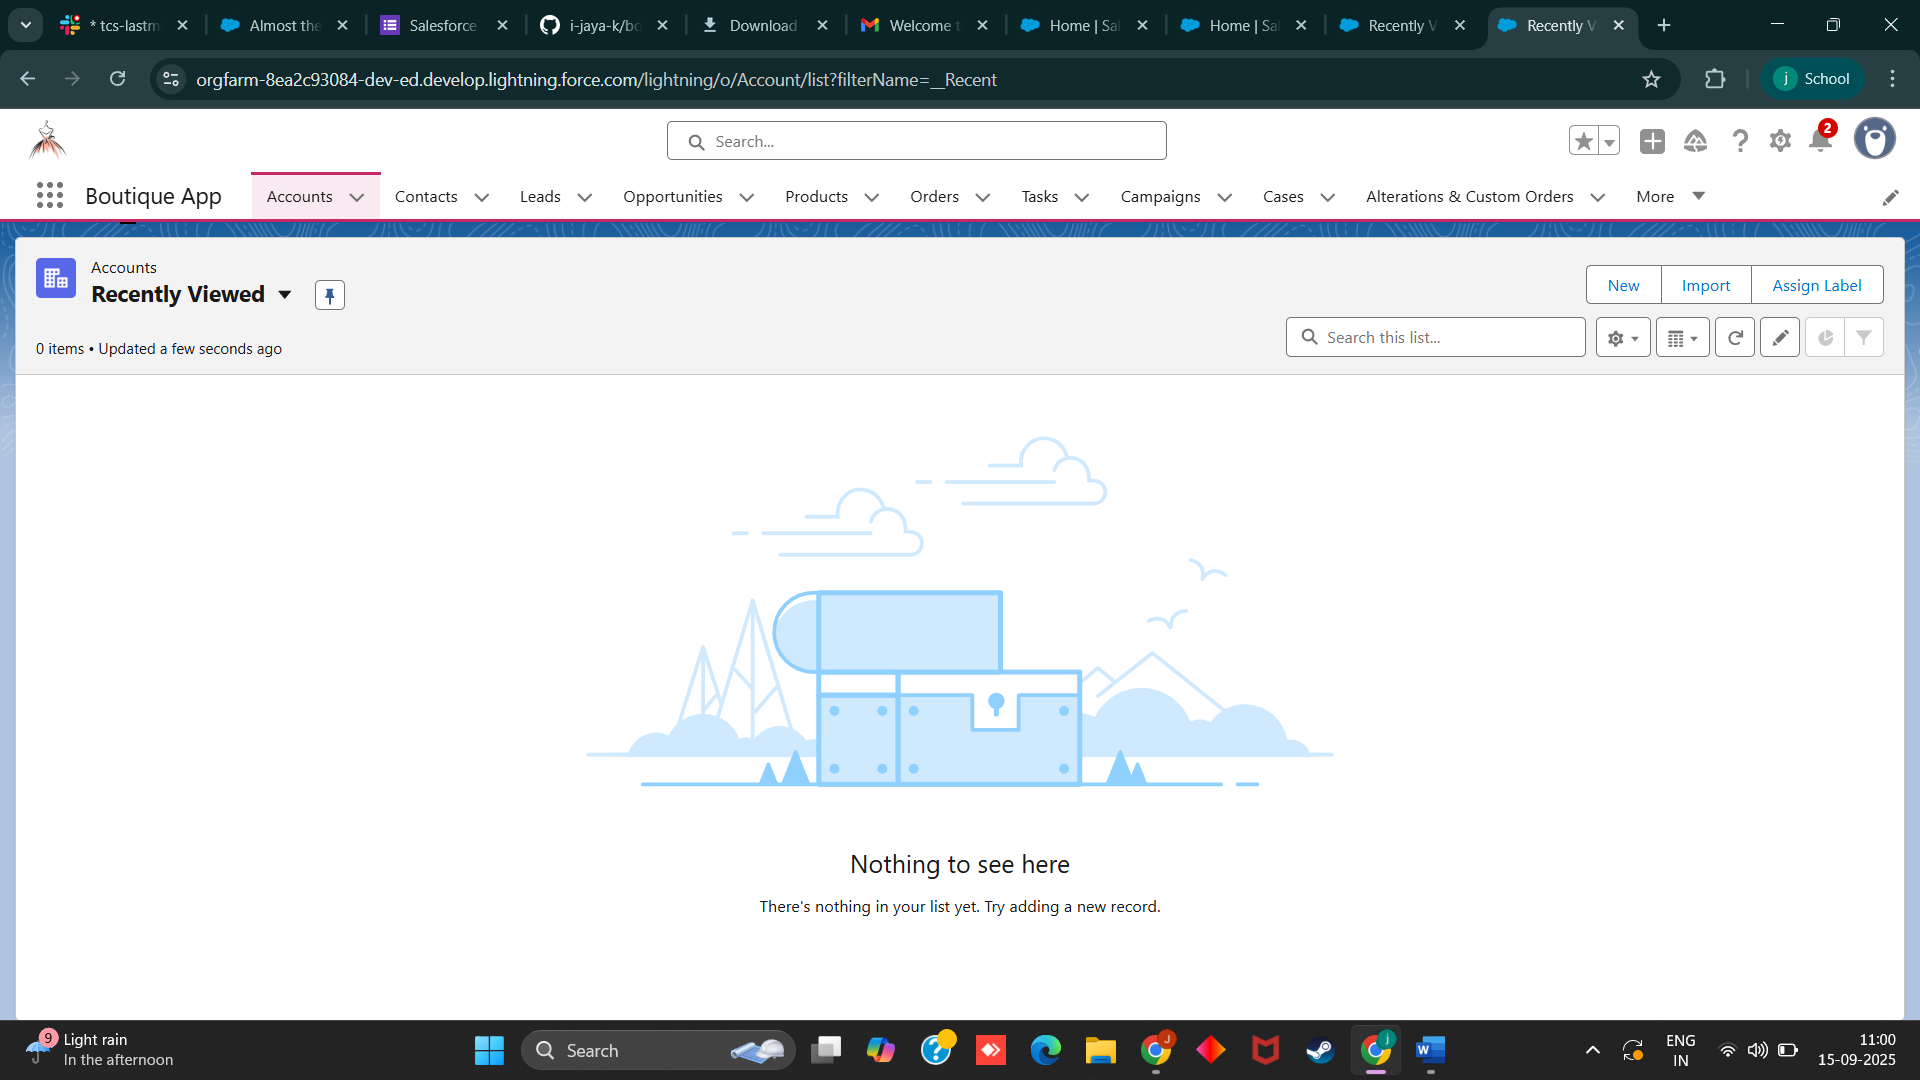 * tcs-lastm
Almost the
Salesforce
i-jaya-k/bo
Download
Welcome t
Home | Sal
Home | Sal
Recently V
Recently V
orgfarm-8ea2c93084-dev-ed.develop.lightning.force.com/lightning/o/Account/list?filterName=__Recent
j School
Search...
2
Boutique App
Accounts
Contacts
Leads
Opportunities
Products
Orders
Tasks
Campaigns
Cases
Alterations & Custom Orders
More
Accounts
Recently Viewed
New
Import
Assign Label
0 items • Updated a few seconds ago
Search this list...
Nothing to see here
There's nothing in your list yet. Try adding a new record.
9
Light rain
In the afternoon
Search
J
j
ENG
IN
11:00
15-09-2025